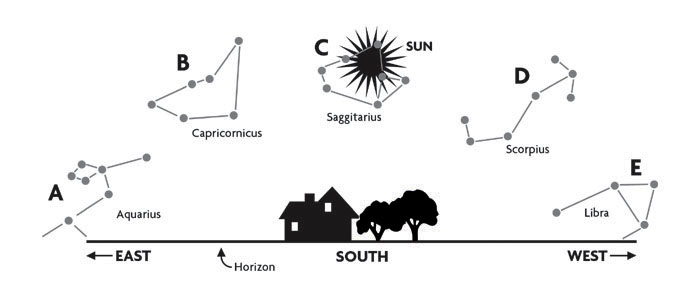 B
Capricornicus
C
SUN
Saggitarius
D
Scorpius
A
Aquarius
E
Libra
EAST
SOUTH
WEST
Horizon